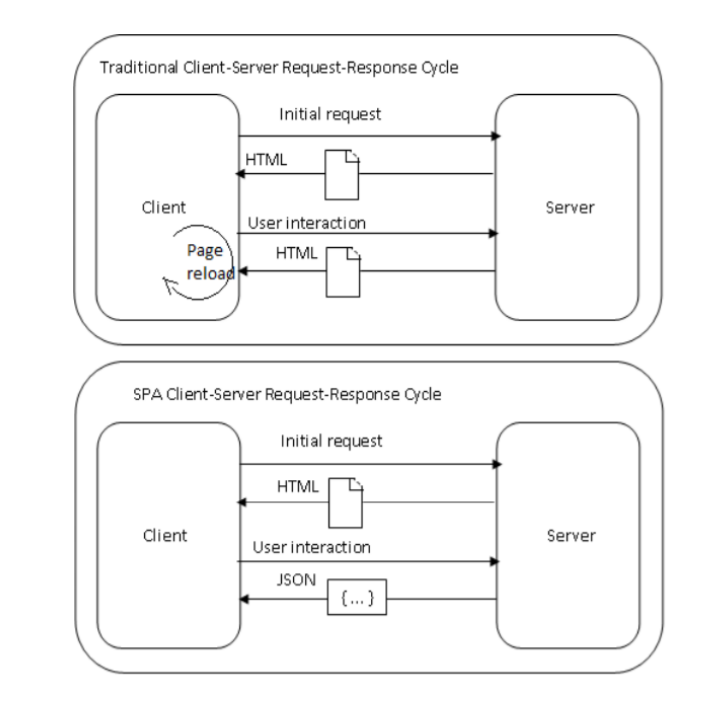 Traditional Client-Server Request-Response Cycle
Initial request
HTML
Client
Server
User interaction
Page
reload
HTML
SPA Client-Server Request-Response Cycle
Initial request
HTML
Client
Server
User interaction
JSON
{...}